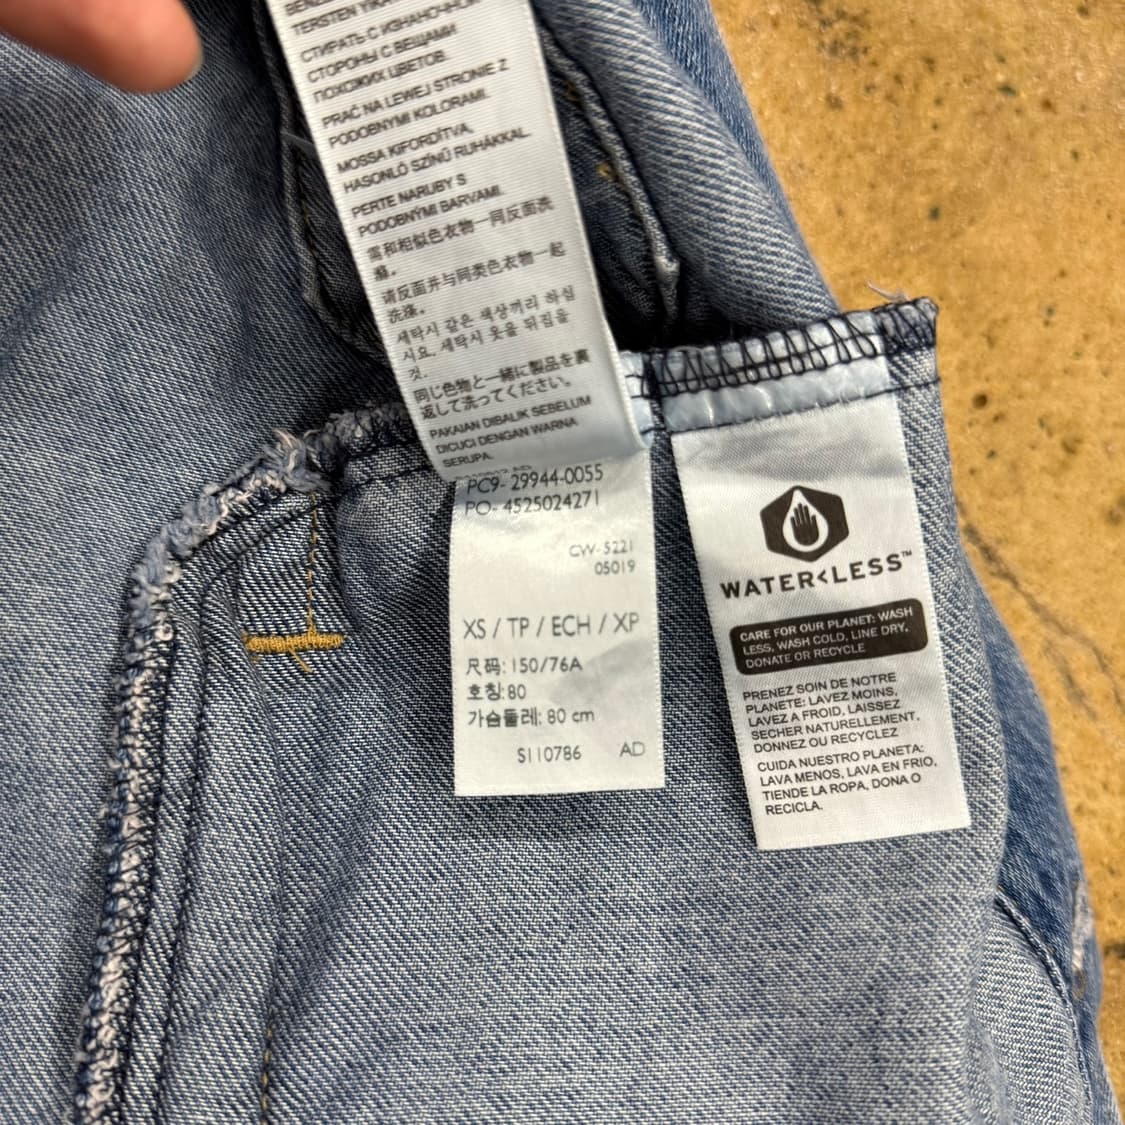 TERSTEN YIKA
СТИРАТЬ С ИЗНАНОЧНОЙ
СТОРОНЫ С ВЕЩАМИ
ПОХОЖИХ ЦВЕТОВ.
PRAĆ NA LEWEJ STRONIE Z
PODOBNYMI KOLORAMI.
MOSSA KIFORDÍTVA,
HASONLÓ SZÍNŰ RUHÁKKAL.
PERTE NARUBY S
PODOBNÝMI BARVAMI.
需和相似色衣物一同反面洗
滌。
请反面并与同类色衣物一起
洗涤。
세탁시 같은 색상끼리 하십
시요. 세탁시 옷을 뒤집을
것.
同じ色物と一緒に製品を裏
返して洗ってください。
PAKAIAN DIBALIK SEBELUM
DICUCI DENGAN WARNA
SERUPA.
PC9- 29944-0055
PO- 4525024271
CW-5221
05019
XS / TP / ECH / XP
尺码: 150/76A
호칭: 80
가슴둘레: 80 cm
S110786 AD
WATER<LESS™
CARE FOR OUR PLANET: WASH
LESS, WASH COLD, LINE DRY,
DONATE OR RECYCLE
PRENEZ SOIN DE NOTRE
PLANETE: LAVEZ MOINS,
LAVEZ A FROID, LAISSEZ
SECHER NATURELLEMENT,
DONNEZ OU RECYCLEZ
CUIDA NUESTRO PLANETA:
LAVA MENOS, LAVA EN FRIO,
TIENDE LA ROPA, DONA O
RECICLA.